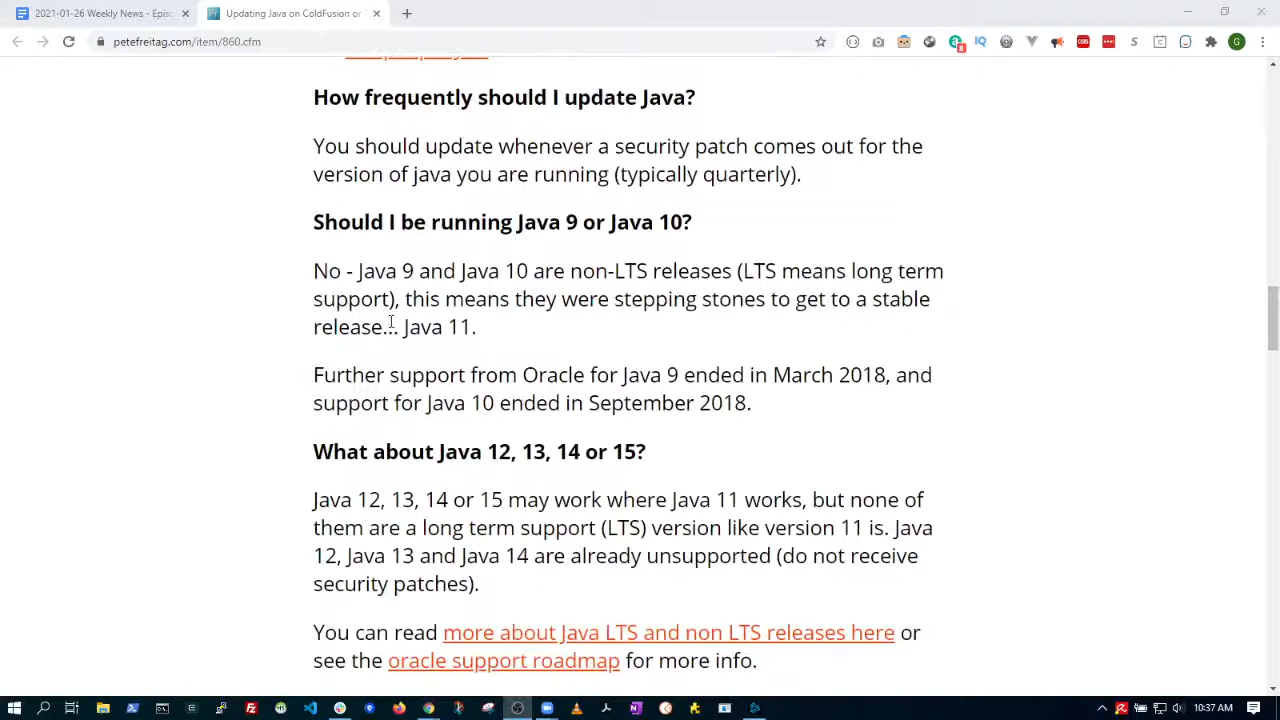 2021-01-26 Weekly News - Epis
Updating Java on ColdFusion or
petefreitag.com/item/860.cfm
How frequently should I update Java?
You should update whenever a security patch comes out for the
version of java you are running (typically quarterly).
Should I be running Java 9 or Java 10?
No - Java 9 and Java 10 are non-LTS releases (LTS means long term
support), this means they were stepping stones to get to a stable
release... Java 11.
Further support from Oracle for Java 9 ended in March 2018, and
support for Java 10 ended in September 2018.
What about Java 12, 13, 14 or 15?
Java 12, 13, 14 or 15 may work where Java 11 works, but none of
them are a long term support (LTS) version like version 11 is. Java
12, Java 13 and Java 14 are already unsupported (do not receive
security patches).
You can read more about Java LTS and non LTS releases here or
see the oracle support roadmap for more info.
10:37 AM